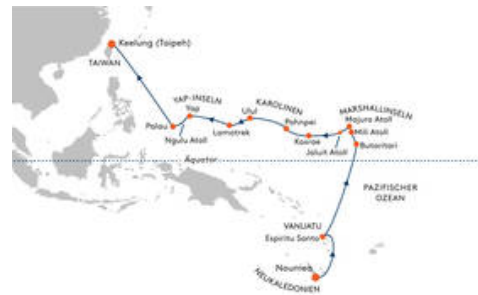 Keelung (Taipeh)
TAIWAN
YAP-INSELN
Yap
Ulul
KAROLINEN
Pohnpei
MARSHALLINSELN
Majuro Atoll
Mili Atoll
Butaritari
Palau
Ngulu Atoll
Lamotrek
Kosrae
Jaluit Atoll
Äquator
PAZIFISCHER
OZEAN
VANUATU
Espiritu Santo
Nouméa
NEUKALEDONIEN